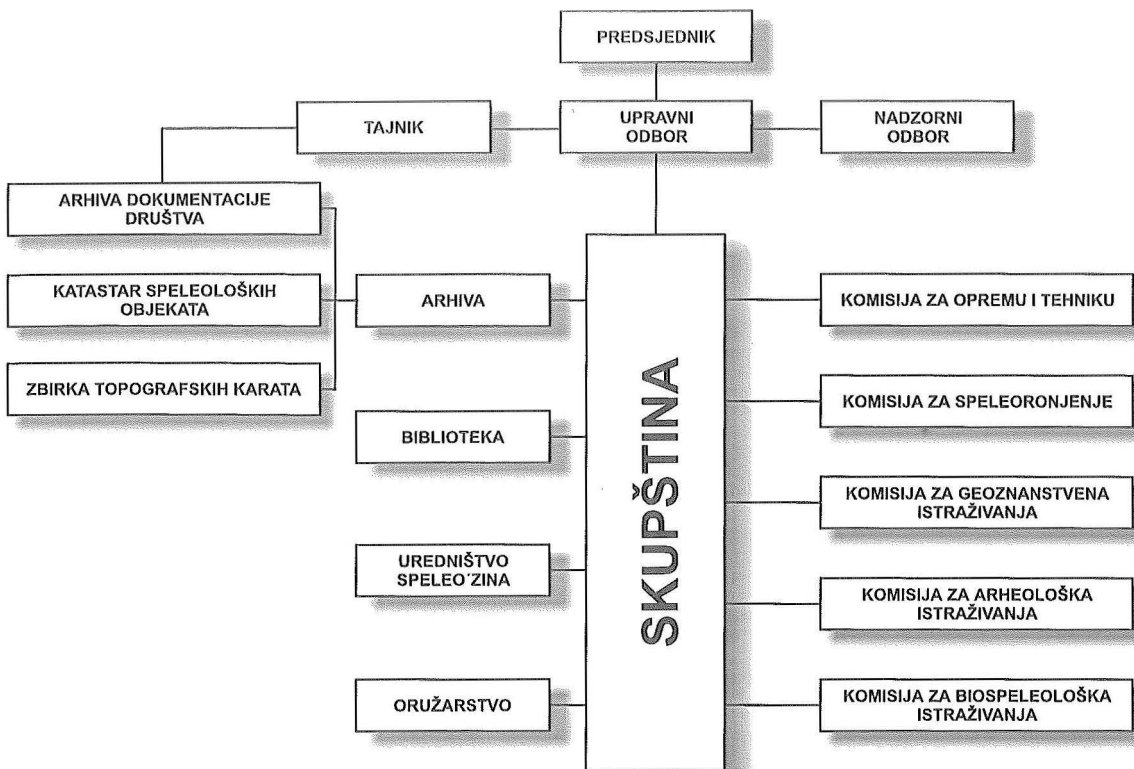 PREDSJEDNIK
TAJNIK
UPRAVNI
ODBOR
NADZORNI
ODBOR
ARHIVA DOKUMENTACIJE
DRUŠTVA
KATASTAR SPELEOLOŠKIH
OBJEKATA
ZBIRKA TOPOGRAFSKIH KARATA
ARHIVA
BIBLIOTEKA
UREDNIŠTVO
SPELEO´ZINA
ORUŽARSTVO
SKUPŠTINA
KOMISIJA ZA OPREMU I TEHNIKU
KOMISIJA ZA SPELEORONJENJE
KOMISIJA ZA GEOZNANSTVENA
ISTRAŽIVANJA
KOMISIJA ZA ARHEOLOŠKA
ISTRAŽIVANJA
KOMISIJA ZA BIOSPELEOLOŠKA
ISTRAŽIVANJA